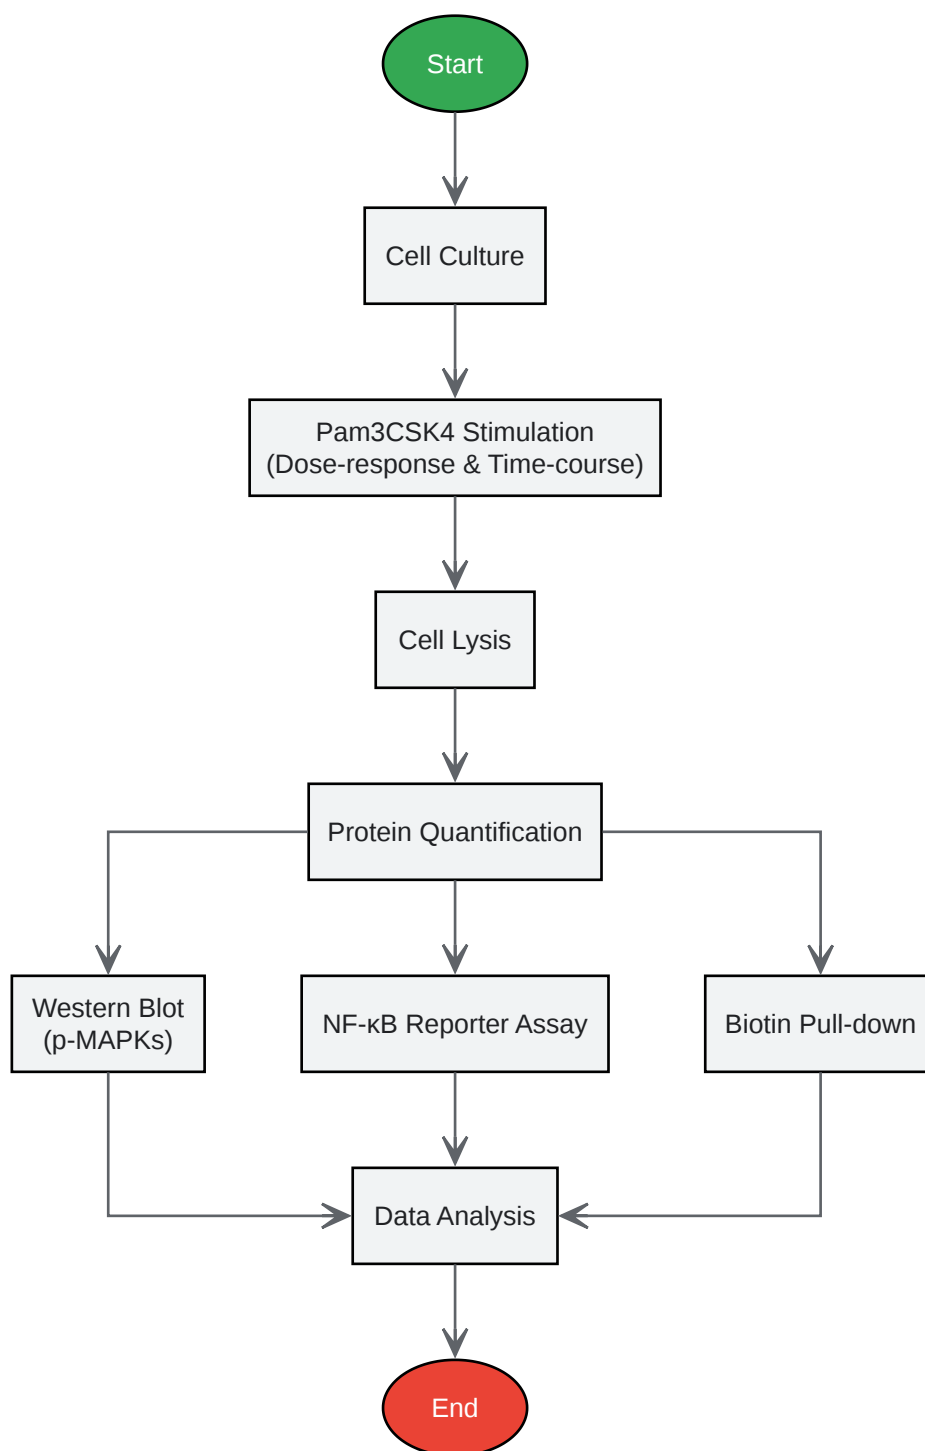 Start
Cell Culture
Pam3CSK4 Stimulation
(Dose-response & Time-course)
Cell Lysis
Protein Quantification
Western Blot
(p-MAPKs)
NF-κB Reporter Assay
Biotin Pull-down
Data Analysis
End